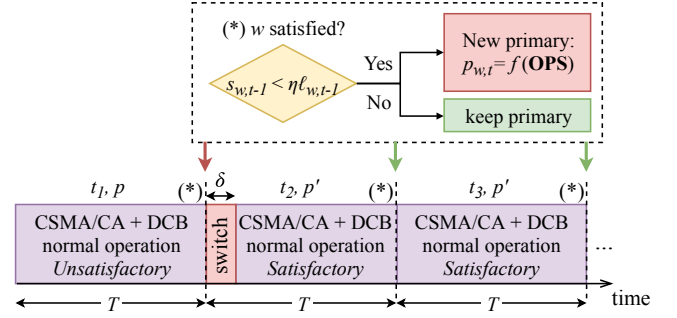 (*) w satisfied?
s_{w,t-1} < ηℓ_{w,t-1}
Yes
No
New primary:
p_{w,t} = f(OPS)
keep primary
t_1, p
(*)
δ
t_2, p'
(*)
t_3, p'
(*)
CSMA/CA + DCB
normal operation
Unsatisfactory
switch
CSMA/CA + DCB
normal operation
Satisfactory
CSMA/CA + DCB
normal operation
Satisfactory
...
T
T
T
time